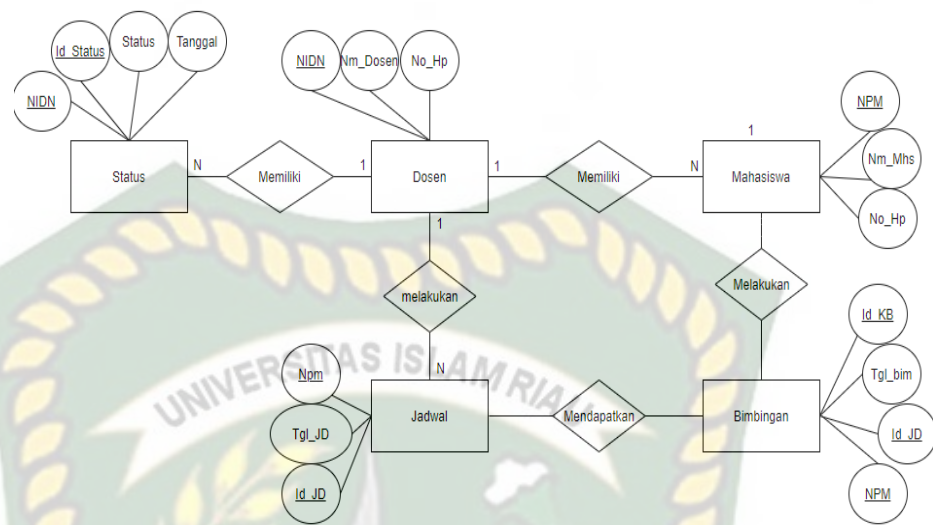 Id_Status
Status
Tanggal
NIDN
NIDN
Nm_Dosen
No_Hp
NPM
1
Nm_Mhs
No_Hp
Status
N
Memiliki
1
Dosen
1
Memiliki
N
Mahasiswa
1
melakukan
N
Melakukan
UNIVERSITAS ISLAM RIAU
Npm
Tgl_JD
Id_JD
Jadwal
Mendapatkan
Bimbingan
Id_KB
Tgl_bim
Id_JD
NPM